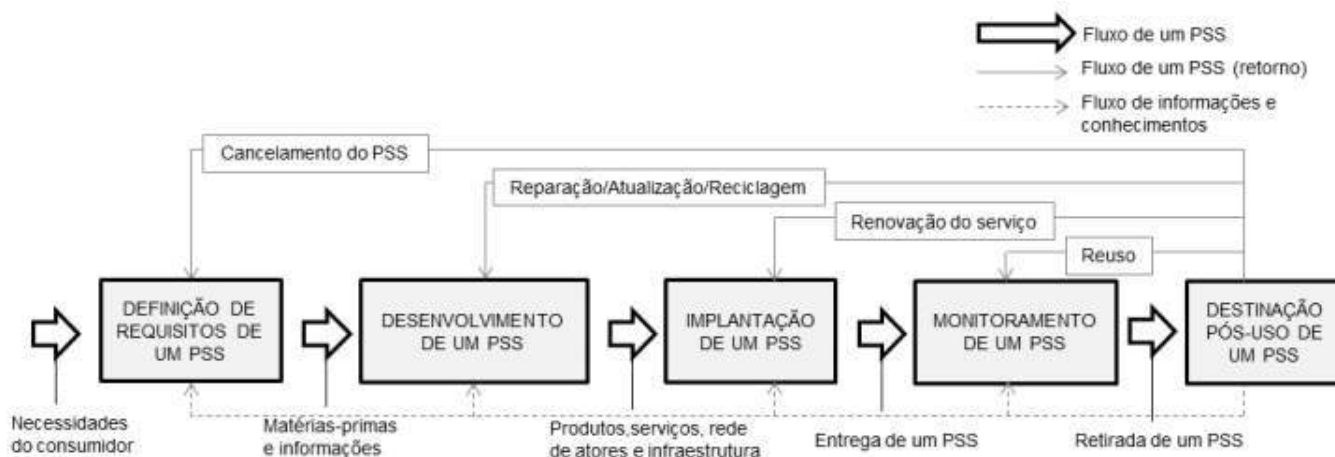 Fluxo de um PSS
Fluxo de um PSS (retorno)
Fluxo de informações e
conhecimentos
Cancelamento do PSS
Reparação/Atualização/Reciclagem
Renovação do serviço
Reuso
DEFINIÇÃO DE
REQUISITOS DE
UM PSS
DESENVOLVIMENTO
DE UM PSS
IMPLANTAÇÃO
DE UM PSS
MONITORAMENTO
DE UM PSS
DESTINAÇÃO
PÓS-USO DE
UM PSS
Necessidades
do consumidor
Matérias-primas
e informações
Produtos,serviços, rede
de atores e infraestrutura
Entrega de um PSS
Retirada de um PSS